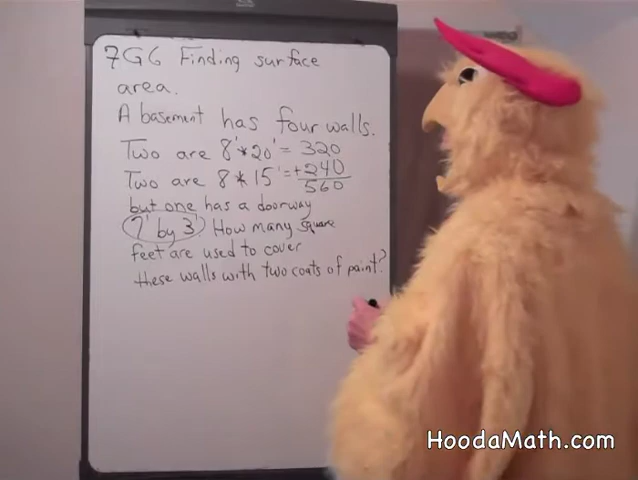 7G6 Finding surface
area.
A basement has four walls.
Two are 8' * 20' = 320
Two are 8 * 15' = +240
560
but one has a doorway
7' by 3' How many square
feet are used to cover
these walls with two coats of paint?
HoodaMath.com